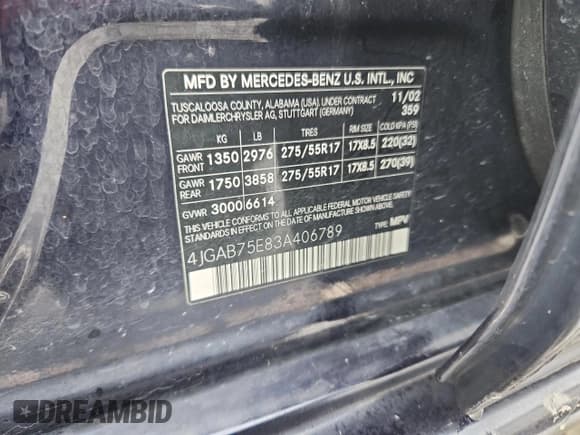 MFD BY MERCEDES-BENZ U.S. INTL., INC
TUSCALOOSA COUNTY, ALABAMA (USA). UNDER CONTRACT 11/02
FOR DAIMLERCHRYSLER AG, STUTTGART (GERMANY) 359
KG LB TIRES RIM SIZE COLD KPA (PSI)
GAWR FRONT 1350 2976 275/55R17 17X8.5 220(32)
GAWR REAR 1750 3858 275/55R17 17X8.5 270(39)
GVWR 3000 6614
THIS VEHICLE CONFORMS TO ALL APPLICABLE FEDERAL MOTOR VEHICLE SAFETY
STANDARDS IN EFFECT ON THE DATE OF MANUFACTURE SHOWN ABOVE.
4JGAB75E83A406789 TYPE: MPV
DREAMBID